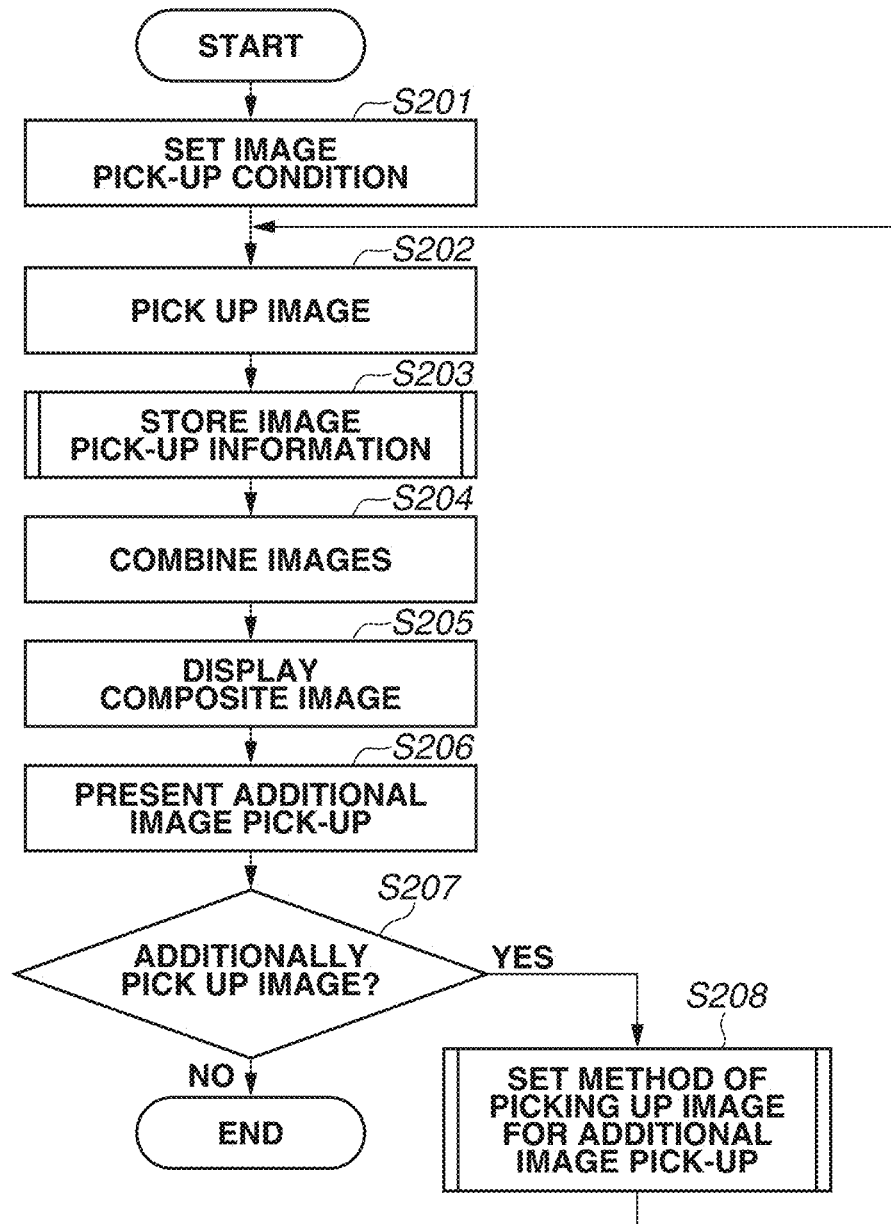 START
S201
SET IMAGE
PICK-UP CONDITION
S202
PICK UP IMAGE
S203
STORE IMAGE
PICK-UP INFORMATION
S204
COMBINE IMAGES
S205
DISPLAY
COMPOSITE IMAGE
S206
PRESENT ADDITIONAL
IMAGE PICK-UP
S207
ADDITIONALLY
PICK UP IMAGE?
YES
NO
END
S208
SET METHOD OF
PICKING UP IMAGE
FOR ADDITIONAL
IMAGE PICK-UP